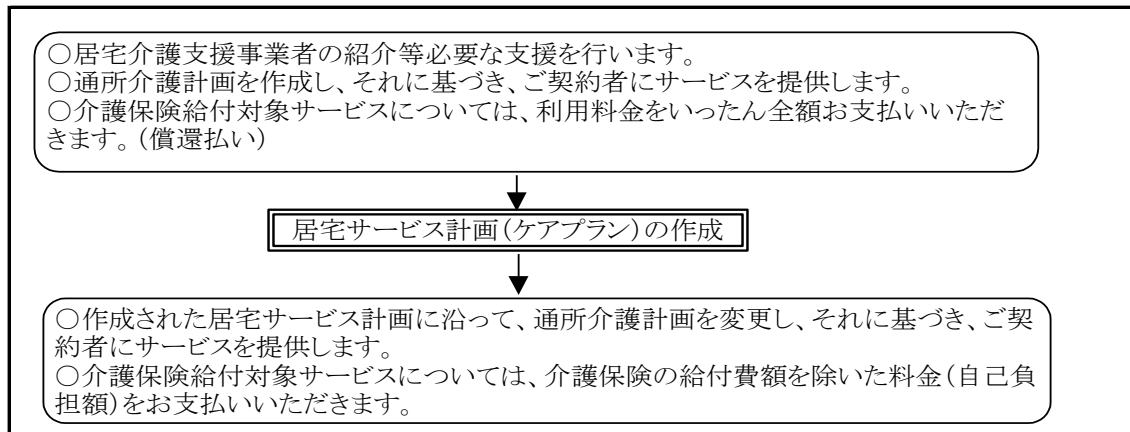 ○居宅介護支援事業者の紹介等必要な支援を行います。
○通所介護計画を作成し、それに基づき、ご契約者にサービスを提供します。
○介護保険給付対象サービスについては、利用料金をいったん全額お支払いいただ
きます。(償還払い)
居宅サービス計画(ケアプラン)の作成
○作成された居宅サービス計画に沿って、通所介護計画を変更し、それに基づき、ご契
約者にサービスを提供します。
○介護保険給付対象サービスについては、介護保険の給付費額を除いた料金(自己負
担額)をお支払いいただきます。